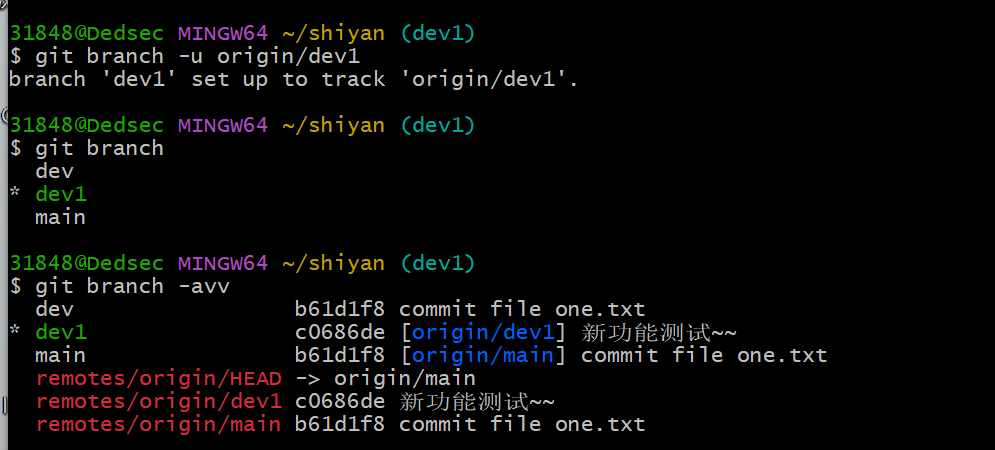 31848@Dedsec MINGW64 ~/shiyan (dev1)
$ git branch -u origin/dev1
branch 'dev1' set up to track 'origin/dev1'.
31848@Dedsec MINGW64 ~/shiyan (dev1)
$ git branch
  dev
* dev1
  main
31848@Dedsec MINGW64 ~/shiyan (dev1)
$ git branch -avv
  dev                 b61d1f8 commit file one.txt
* dev1                c0686de [origin/dev1] 新功能测试~~
  main                b61d1f8 [origin/main] commit file one.txt
  remotes/origin/HEAD -> origin/main
  remotes/origin/dev1 c0686de 新功能测试~~
  remotes/origin/main b61d1f8 commit file one.txt